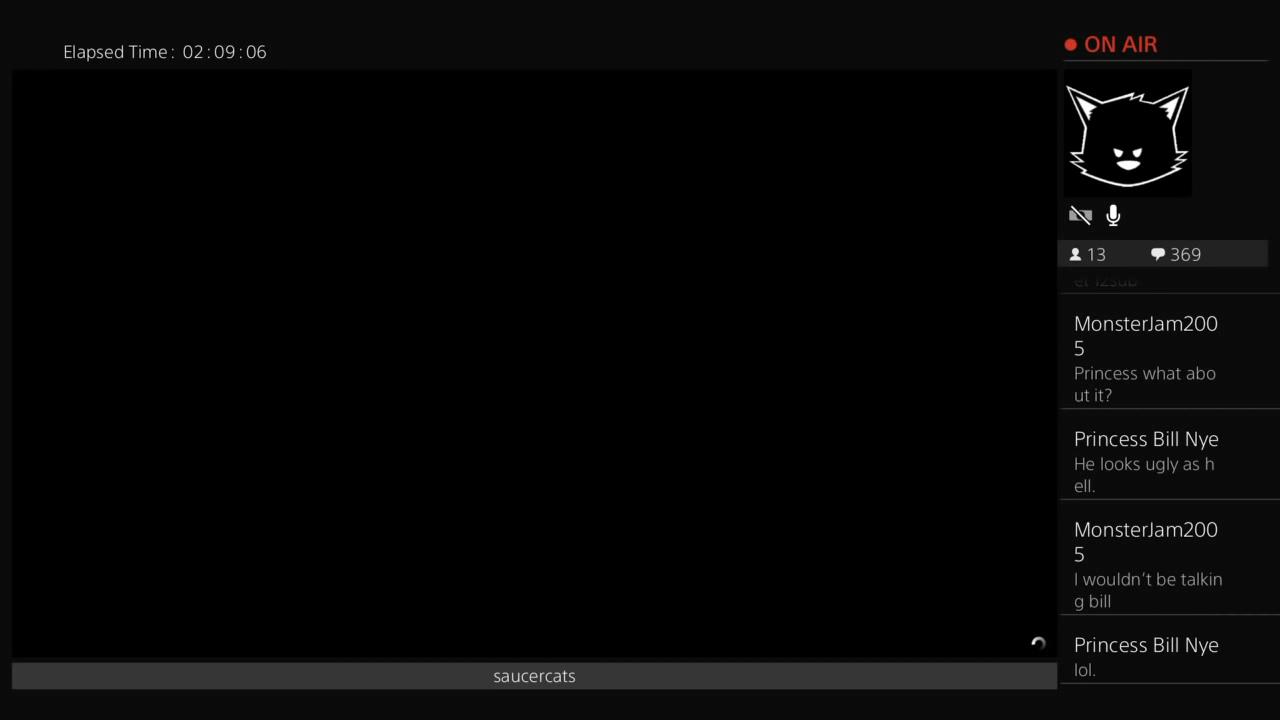 Elapsed Time: 02:09:06
ON AIR
13 369
MonsterJam200
5
Princess what abo
ut it?
Princess Bill Nye
He looks ugly as h
ell.
MonsterJam200
5
I wouldn't be talkin
g bill
Princess Bill Nye
lol.
saucercats